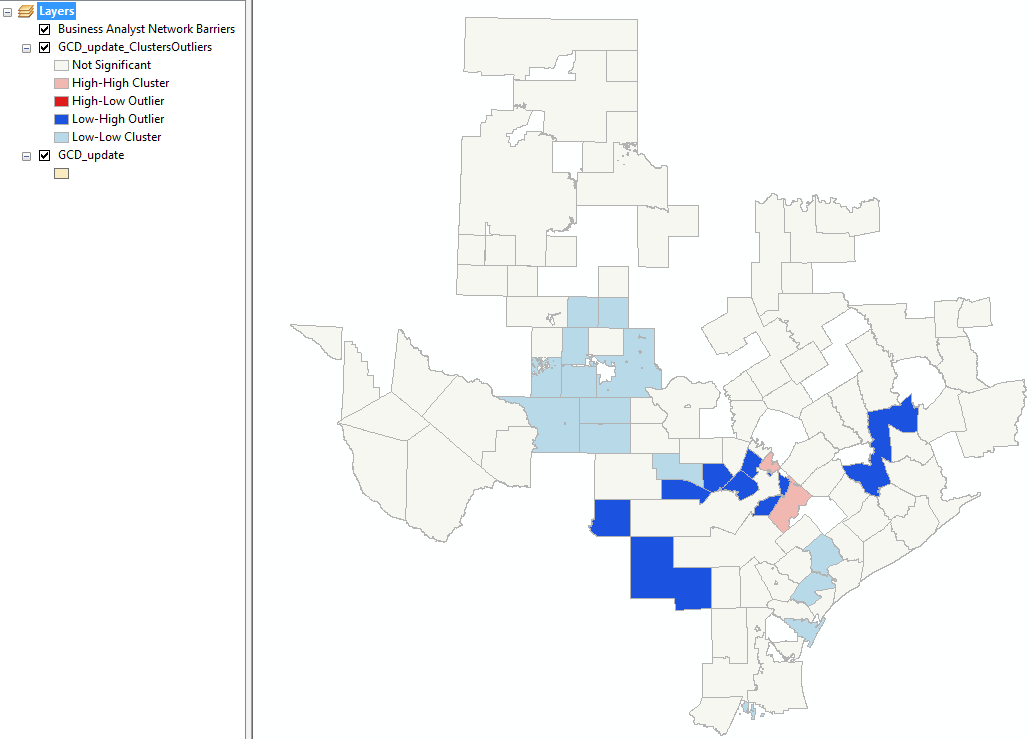 Layers
Business Analyst Network Barriers
GCD_update_ClustersOutliers
Not Significant
High-High Cluster
High-Low Outlier
Low-High Outlier
Low-Low Cluster
GCD_update